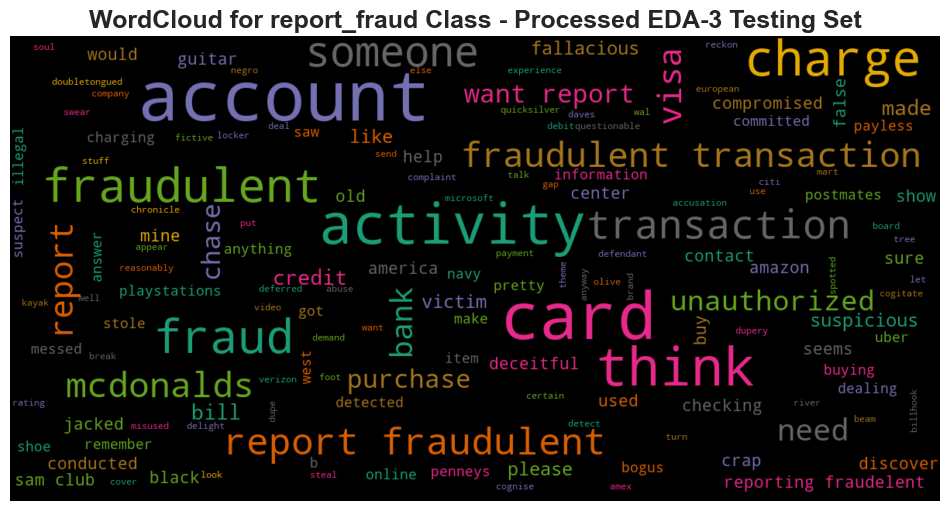 WordCloud for report_fraud Class - Processed EDA-3 Testing Set
soul
would
guitar
someone
fallacious
reckon
charge
doubletongued
negro
else
experience
visa
european
company
account
want report
quicksilver
wal
compromised
false
made
swear
deal
daves
committed
payless
illegal
charging
fictive
locker
saw
like
debit
questionable
stuff
send
help
fraudulent transaction
talk
information
mart
fraudulent
gap
citi
old
center
use
postmates
show
microsoft
accusation
suspect
chronicle
put
activity
transaction
board
report
answer
appear
mine
chase
anything
payment
defendant
contact
tree
sure
reasonably
america
navy
theme
anyway
olive
brand
amazon
spotted
let
kayak
well
playstations
credit
deferred
abuse
pretty
cogitate
video
got
bank
victim
card
unauthorized
stole
make
buy
dupery
suspicious
uber
messed
break
fraud
demand
want
item
think
seems
west
deceitful
buying
verizon
foot
certain
mcdonalds
purchase
dealing
rating
bill
dupe
detected
used
checking
river
billhook
jacked
misused
delight
detect
beam
shoe
remember
report fraudulent
turn
need
conducted
b
crap
discover
sam club
cover
black
look
steal
online
penneys
please
bogus
cognise
amex
reporting fraudelent
complaint